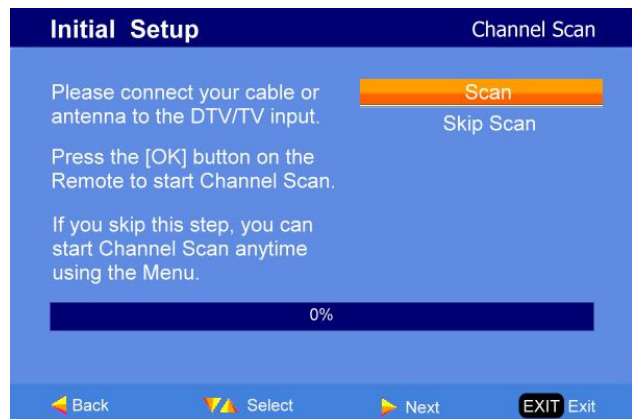 Initial Setup
Channel Scan
Please connect your cable or
antenna to the DTV/TV input.
Press the [OK] button on the
Remote to start Channel Scan.
If you skip this step, you can
start Channel Scan anytime
using the Menu.
Scan
Skip Scan
0%
Back Select Next EXIT Exit